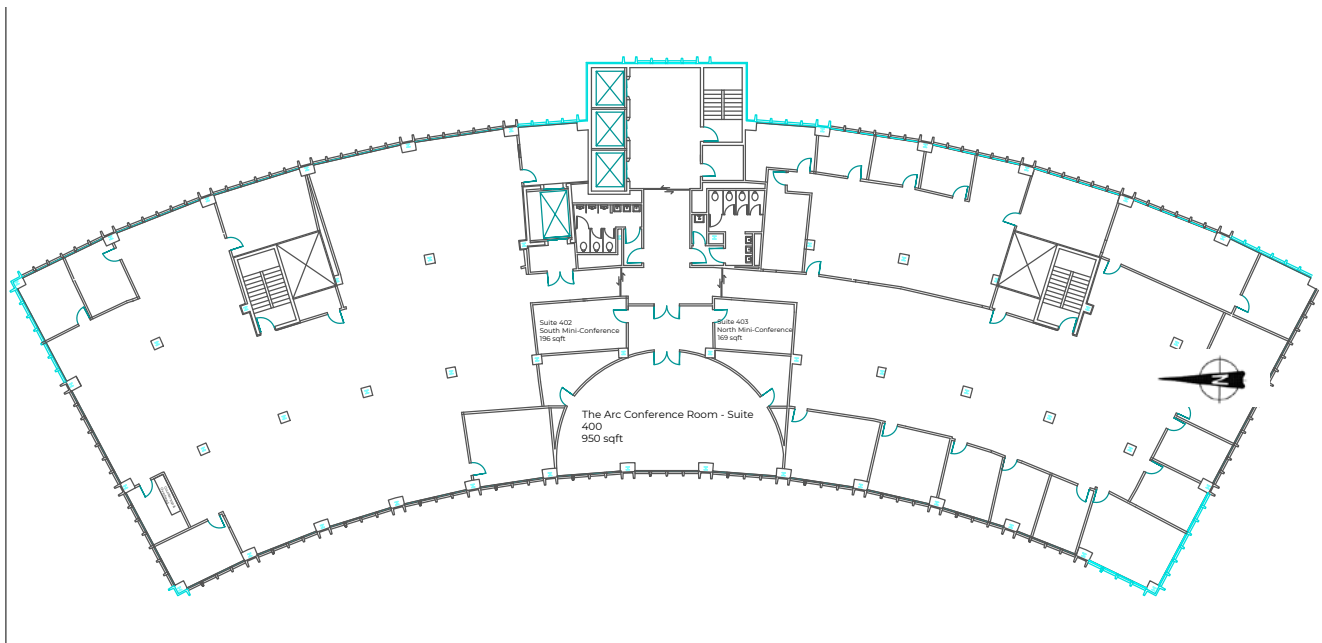 Suite 402
South Mini-Conference
196 sqft
Suite 403
North Mini-Conference
169 sqft
The Arc Conference Room - Suite
400
950 sqft
N